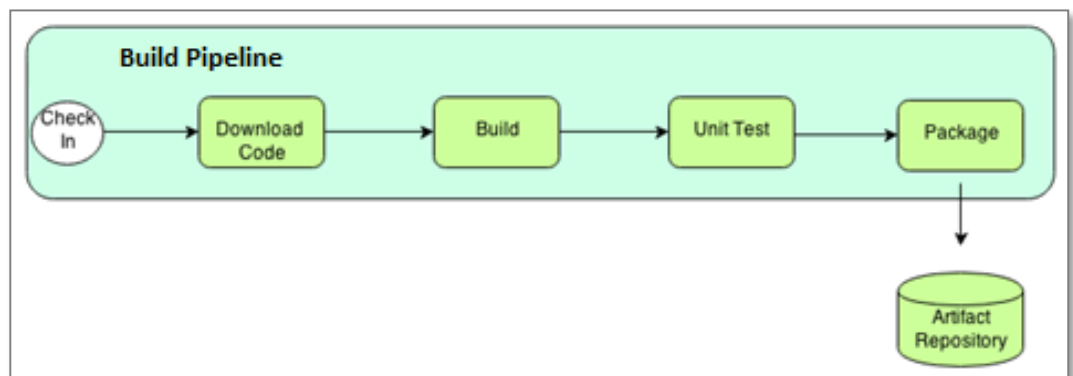 Build Pipeline
Check
In
Download
Code
Build
Unit Test
Package
Artifact
Repository